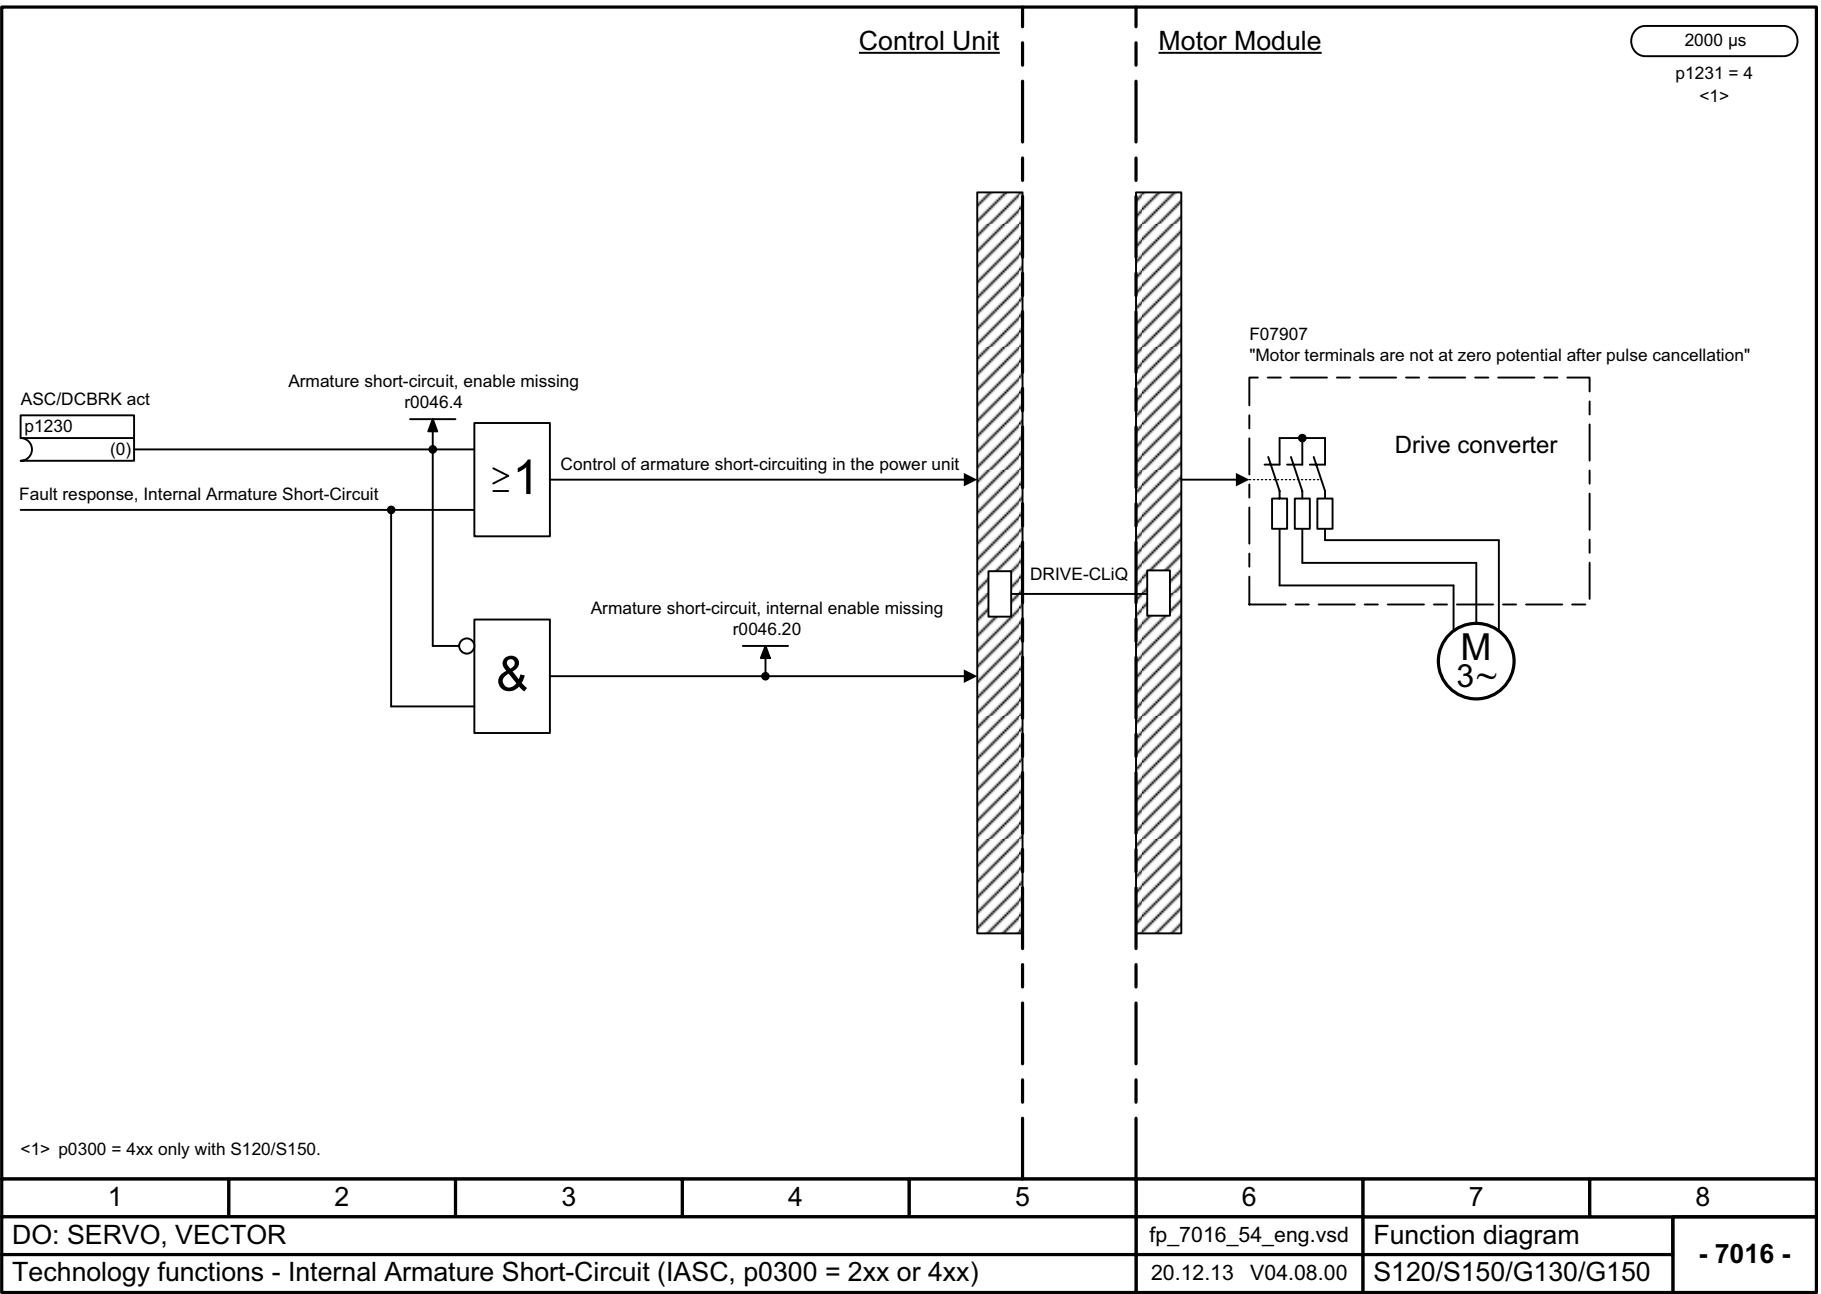 Control Unit
Motor Module
2000 µs
p1231 = 4
<1>
F07907
"Motor terminals are not at zero potential after pulse cancellation"
Armature short-circuit, enable missing
r0046.4
ASC/DCBRK act
p1230
(0)
≥1
Drive converter
Control of armature short-circuiting in the power unit
Fault response, Internal Armature Short-Circuit
DRIVE-CLiQ
Armature short-circuit, internal enable missing
r0046.20
&
M
3~
<1> p0300 = 4xx only with S120/S150.
1 2 3 4 5 6 7 8
DO: SERVO, VECTOR
fp_7016_54_eng.vsd
Function diagram
- 7016 -
Technology functions - Internal Armature Short-Circuit (IASC, p0300 = 2xx or 4xx)
20.12.13 V04.08.00
S120/S150/G130/G150